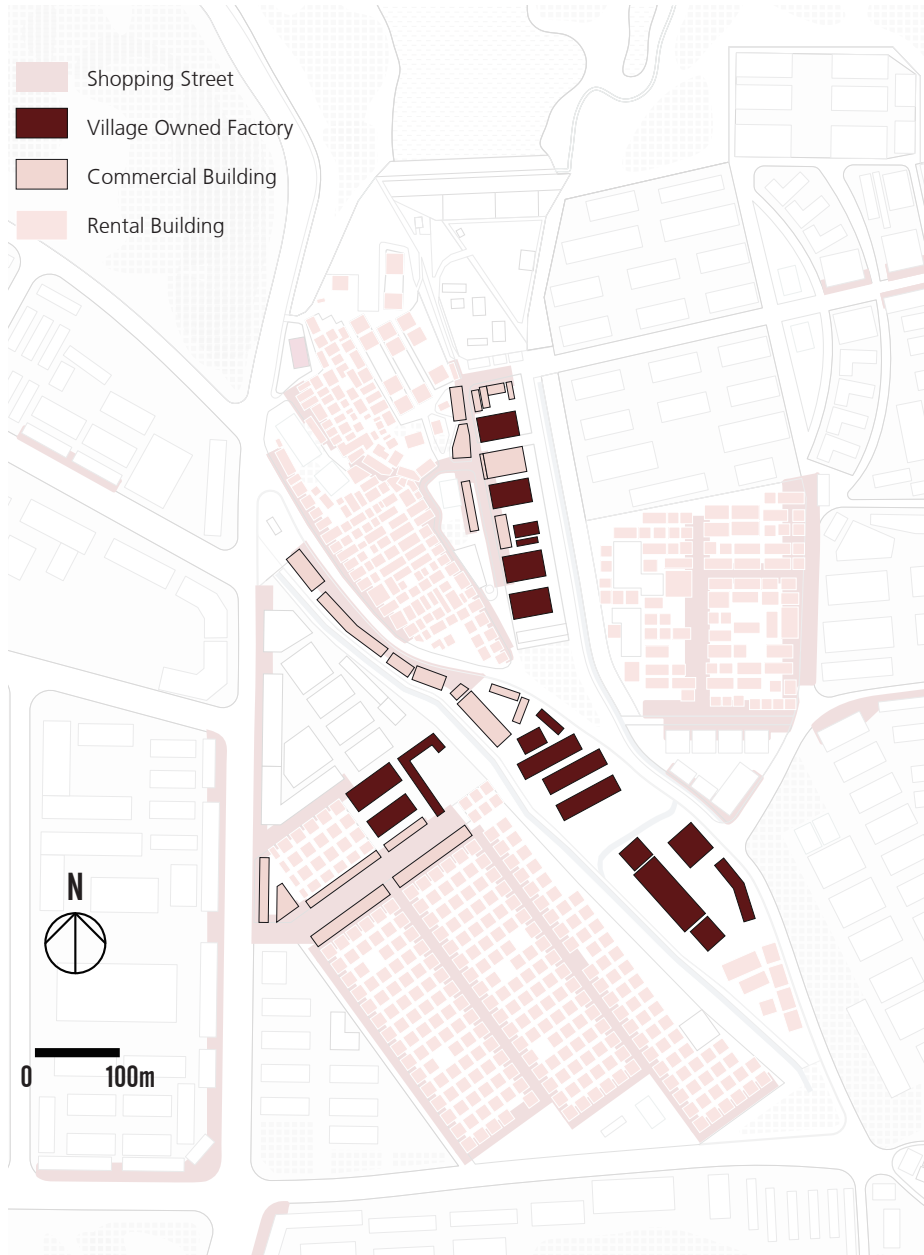 Shopping Street
Village Owned Factory
Commercial Building
Rental Building
N
0 100m